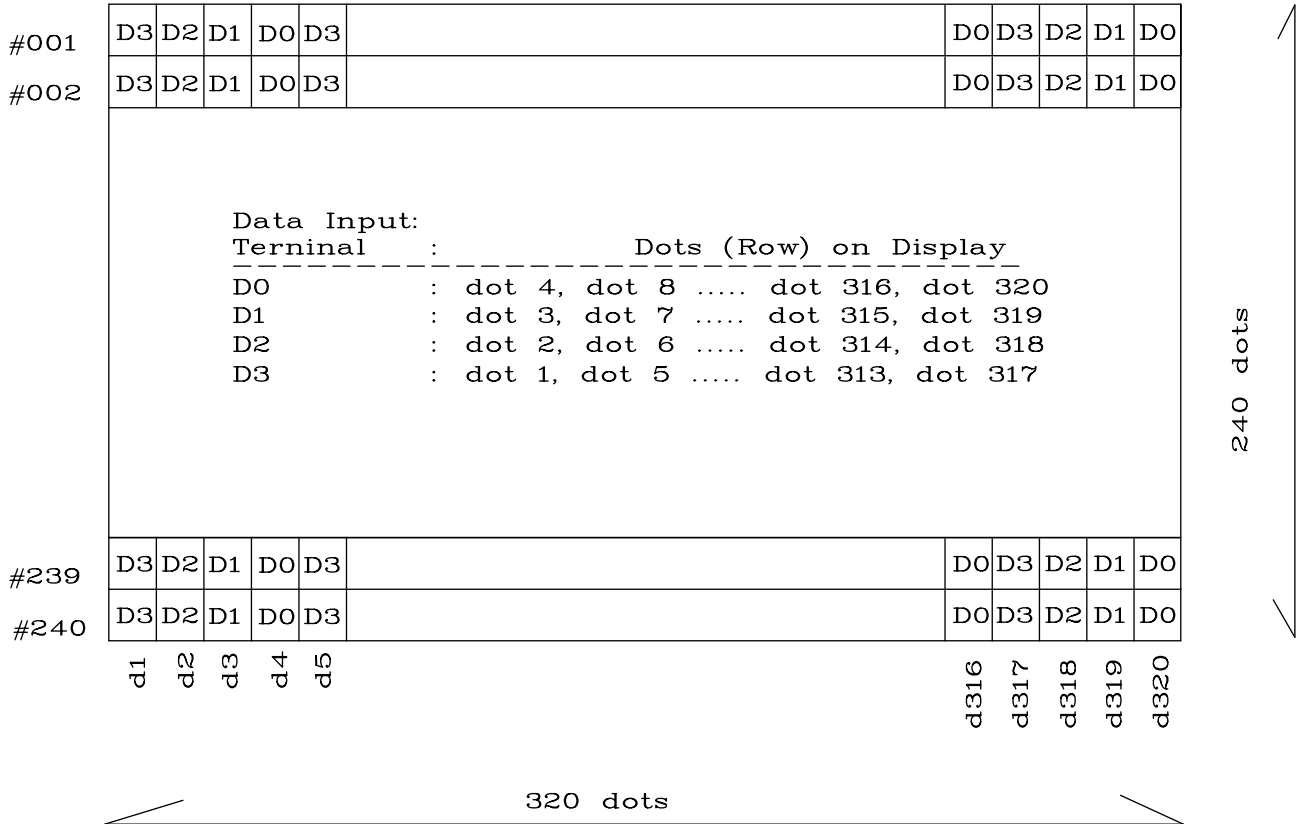 #001 D3 D2 D1 D0 D3 D0 D3 D2 D1 D0
#002 D3 D2 D1 D0 D3 D0 D3 D2 D1 D0
Data Input:
Terninal : Dots (Row) on Display
D0 : dot 4, dot 8 ..... dot 316, dot 320
D1 : dot 3, dot 7 ..... dot 315, dot 319
D2 : dot 2, dot 6 ..... dot 314, dot 318
D3 : dot 1, dot 5 ..... dot 313, dot 317
240 dots
#239 D3 D2 D1 D0 D3 D0 D3 D2 D1 D0
#240 D3 D2 D1 D0 D3 D0 D3 D2 D1 D0
d1 d2 d3 d4 d5 d316 d317 d318 d319 d320
320 dots